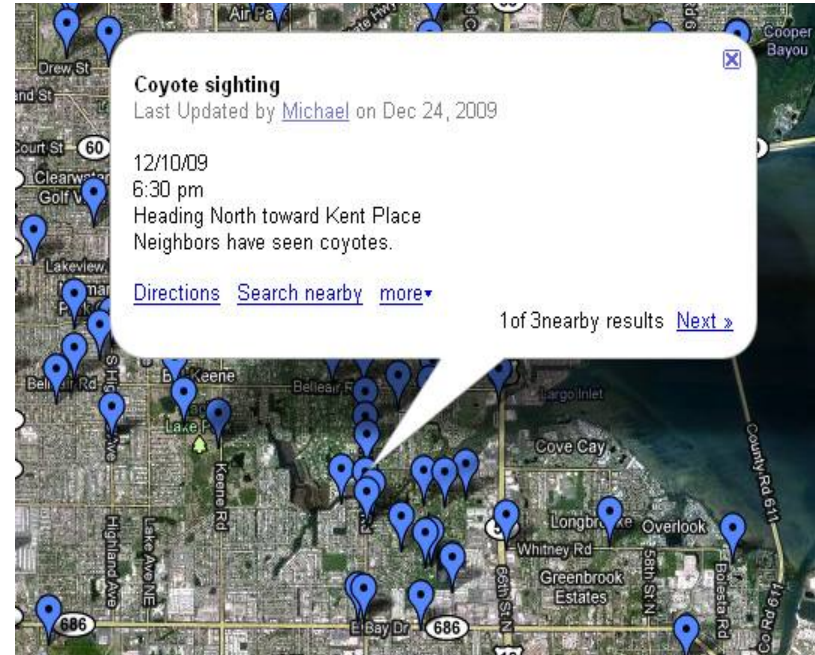 Air Park
Cooper
Bayou
Drew St
Court St
60
Clearwater
Golf
Lakeview
Coyote sighting
Last Updated by Michael on Dec 24, 2009
12/10/09
6:30 pm
Heading North toward Kent Place
Neighbors have seen coyotes.
Directions Search nearby more▾
1of 3nearby results Next »
Keene
Belleair
Largo Inlet
Lake
Cove Cay
Keene Rd
County Rd 611
Highland Ave
Lake Ave NE
Overlook
Whitney Rd
Greenbrook
Estates
66th St N
58th St N
Bolesta Rd
Co Rd 611
686
E Bay Dr
686